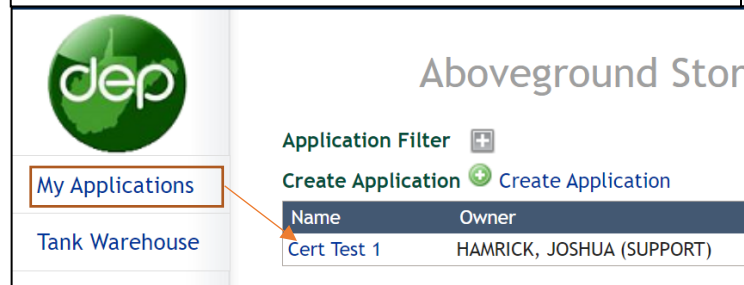 dep
Aboveground Stor
Application Filter
My Applications
Create Application Create Application
Name Owner
Tank Warehouse
Cert Test 1 HAMRICK, JOSHUA (SUPPORT)